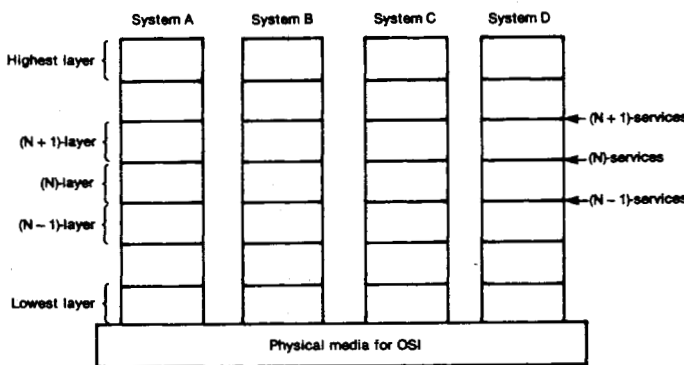 System A System B System C System D
Highest layer
(N + 1)-services
(N + 1)-layer
(N)-services
(N)-layer
(N − 1)-services
(N − 1)-layer
Lowest layer
Physical media for OSI